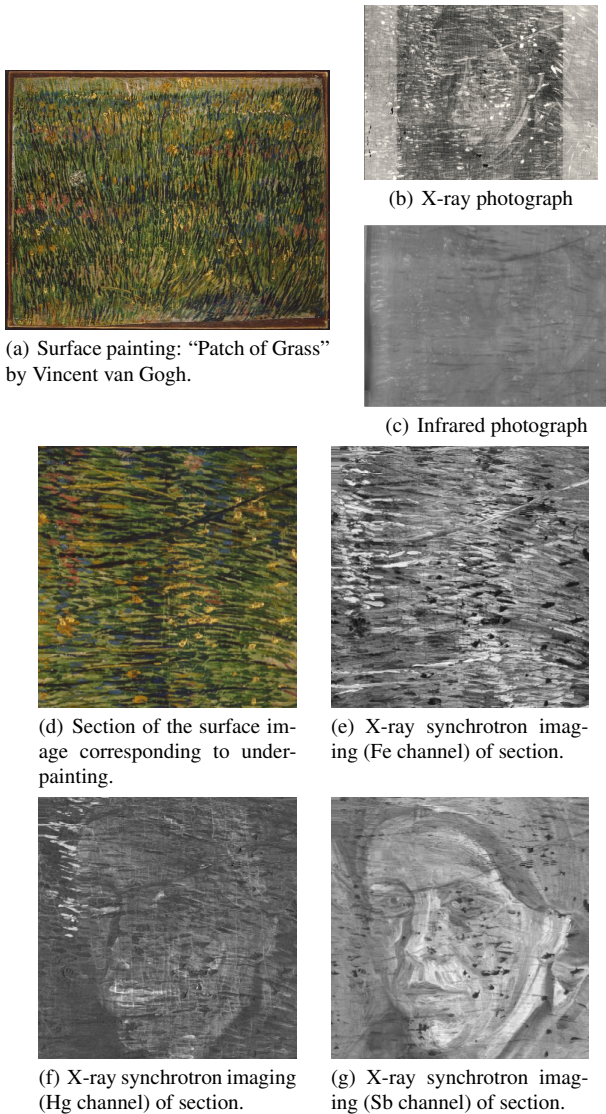 (b) X-ray photograph
(a) Surface painting: “Patch of Grass”
by Vincent van Gogh.
(c) Infrared photograph
(d) Section of the surface im-
age corresponding to under-
painting.
(e) X-ray synchrotron imag-
ing (Fe channel) of section.
(f) X-ray synchrotron imaging
(Hg channel) of section.
(g) X-ray synchrotron imag-
ing (Sb channel) of section.